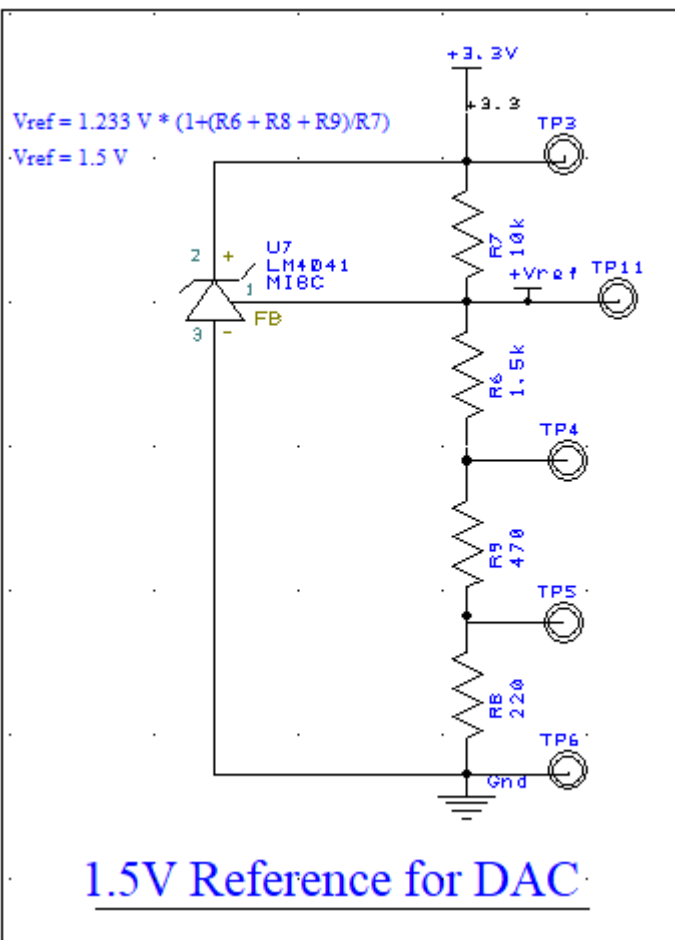 +3.3V
+3.3
Vref = 1.233 V * (1+(R6 + R8 + R9)/R7)
Vref = 1.5 V
TP3
R7
10k
2 +
U7
LM4041
MI8C
1
FB
3 -
+Vref
TP11
R6
1.5k
TP4
R9
470
TP5
R8
220
TP6
Gnd
1.5V Reference for DAC